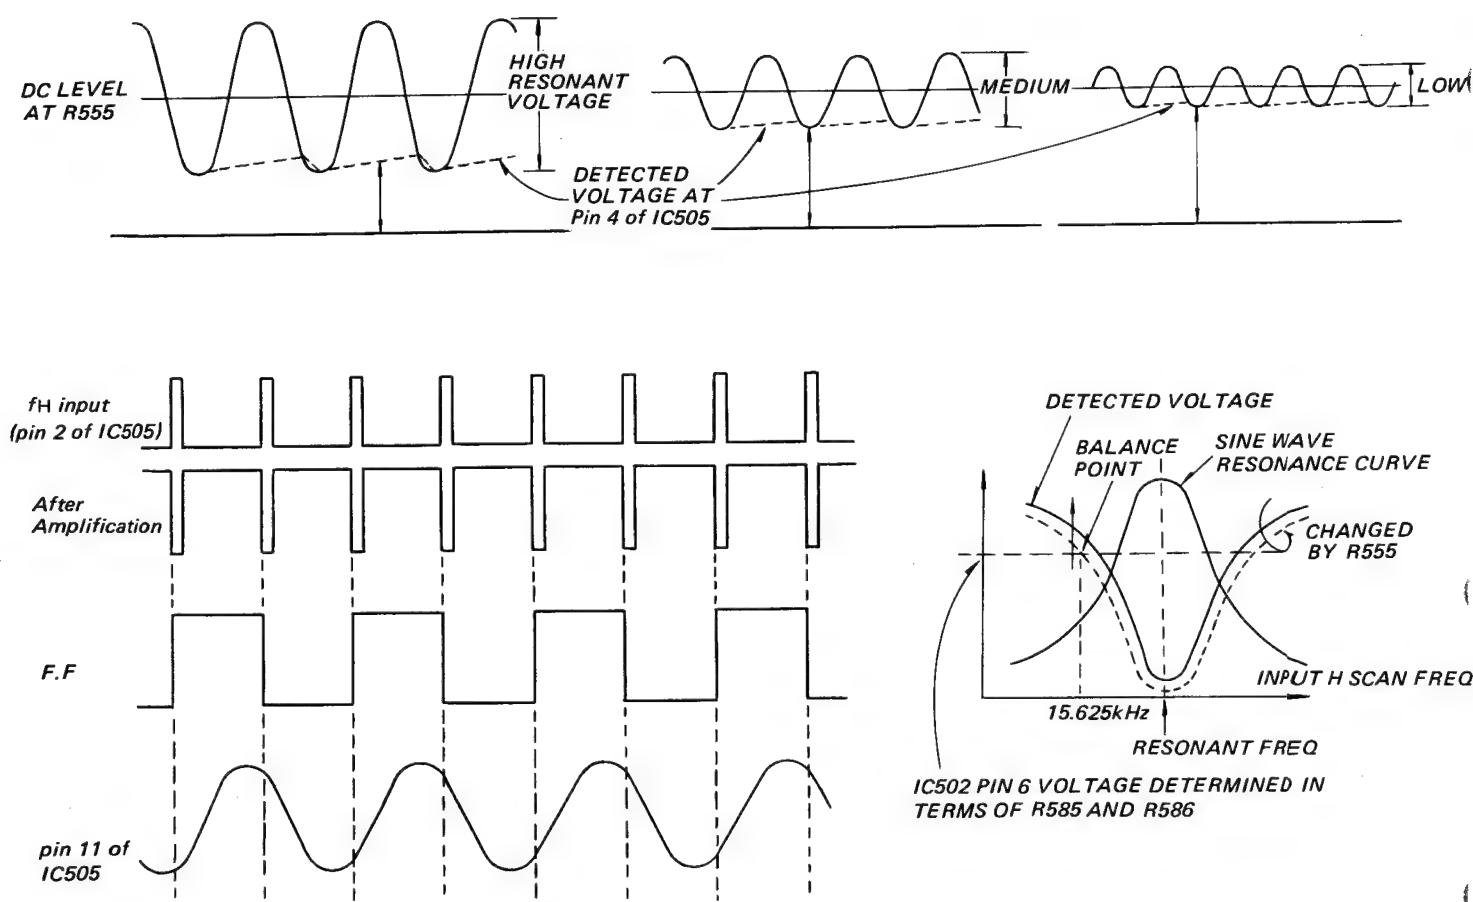 DC LEVEL
AT R555
HIGH
RESONANT
VOLTAGE
MEDIUM
LOW
DETECTED
VOLTAGE AT
Pin 4 of IC505
fH input
(pin 2 of IC505)
After
Amplification
F.F
pin 11 of
IC505
DETECTED VOLTAGE
BALANCE
POINT
SINE WAVE
RESONANCE CURVE
CHANGED
BY R555
INPUT H SCAN FREQ
15.625kHz
RESONANT FREQ
IC502 PIN 6 VOLTAGE DETERMINED IN
TERMS OF R585 AND R586